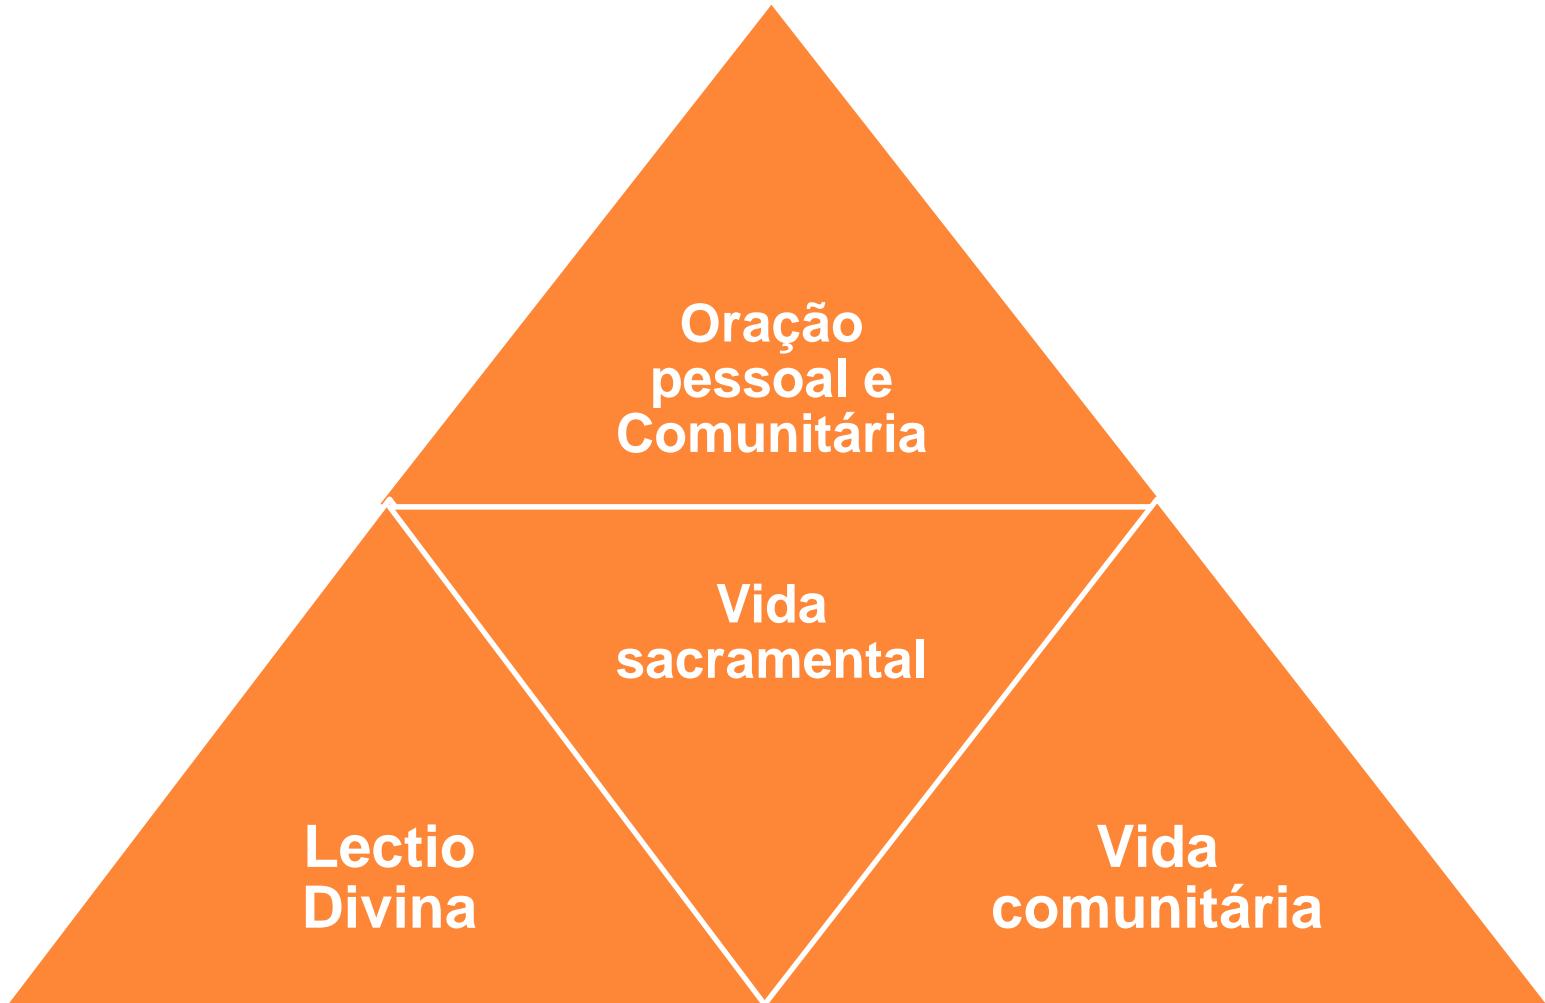 Oração
pessoal e
Comunitária
Vida
sacramental
Lectio
Divina
Vida
comunitária